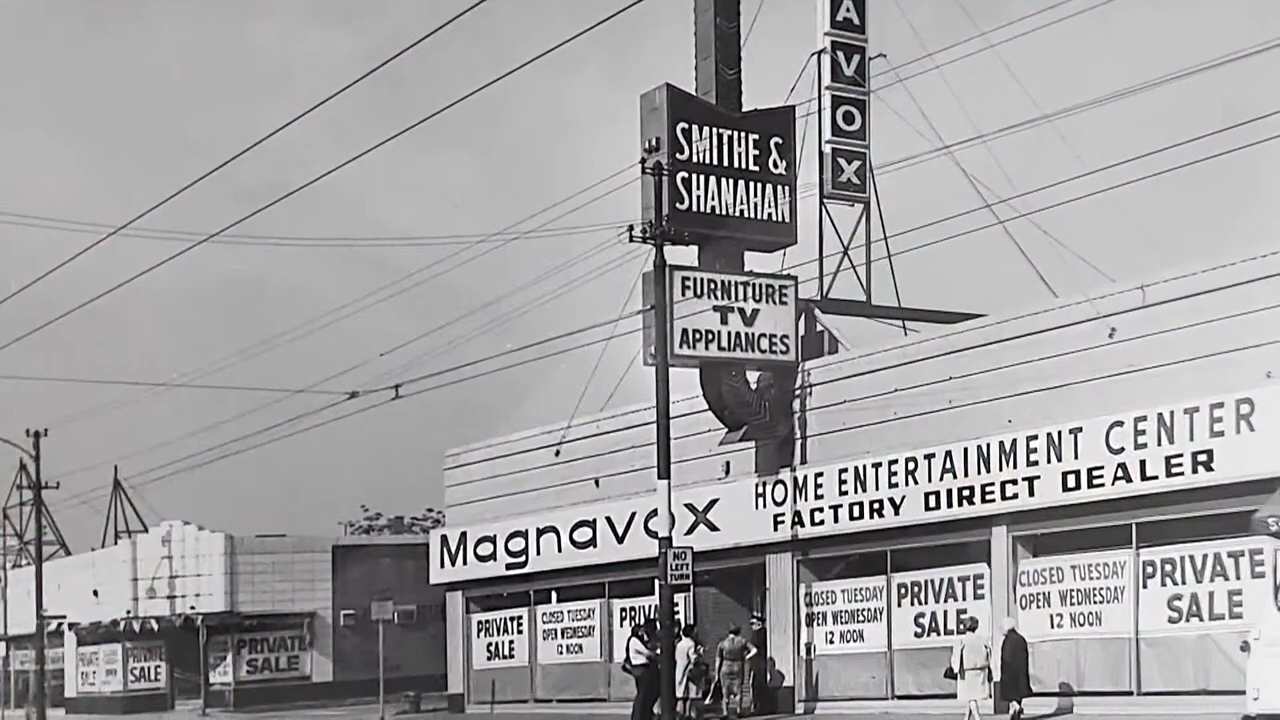 AVOX
SMITHE &
SHANAHAN
FURNITURE
TV
APPLIANCES
Magnavox
HOME ENTERTAINMENT CENTER
FACTORY DIRECT DEALER
NO
LEFT
TURN
PRIVATE
SALE
CLOSED TUESDAY
OPEN WEDNESDAY
12 NOON
PRIVATE
CLOSED TUESDAY
OPEN WEDNESDAY
12 NOON
PRIVATE
SALE
CLOSED TUESDAY
OPEN WEDNESDAY
12 NOON
PRIVATE
SALE
PRIVATE
SALE
PRIVATE
SALE